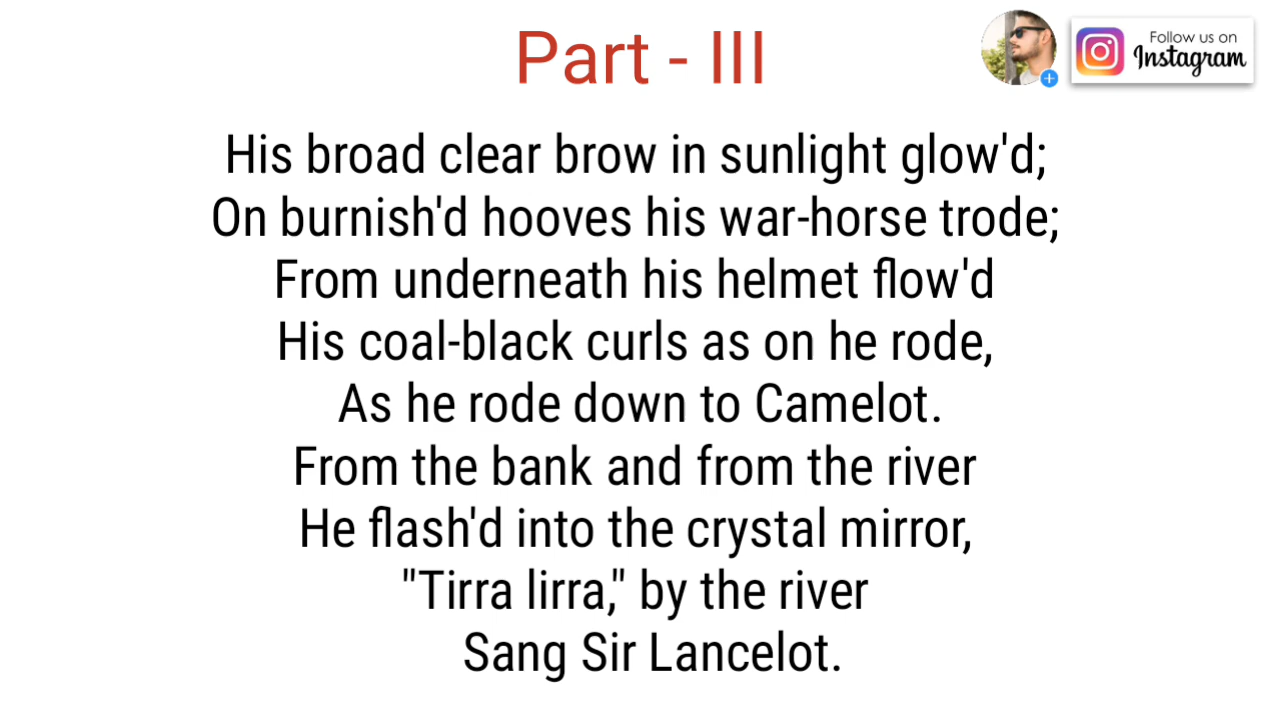 Part - III
Follow us on
Instagram
His broad clear brow in sunlight glow'd;
On burnish'd hooves his war-horse trode;
From underneath his helmet flow'd
His coal-black curls as on he rode,
As he rode down to Camelot.
From the bank and from the river
He flash'd into the crystal mirror,
"Tirra lirra," by the river
Sang Sir Lancelot.